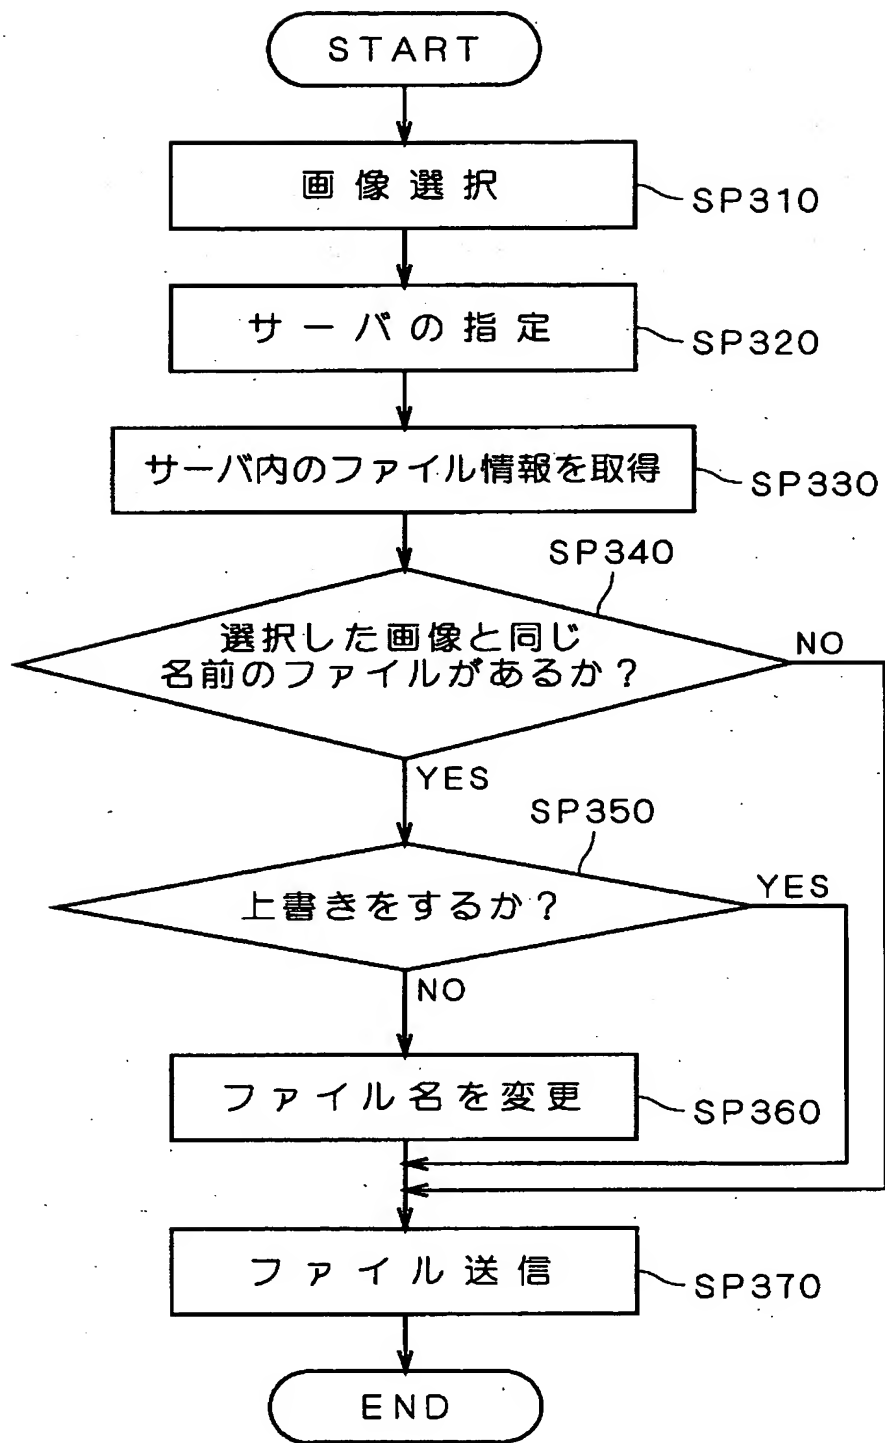 START
画像選択
SP310
サーバの指定
SP320
サーバ内のファイル情報を取得
SP330
SP340
選択した画像と同じ
名前のファイルがあるか？
NO
YES
SP350
上書きをするか？
YES
NO
ファイル名を変更
SP360
ファイル送信
SP370
END